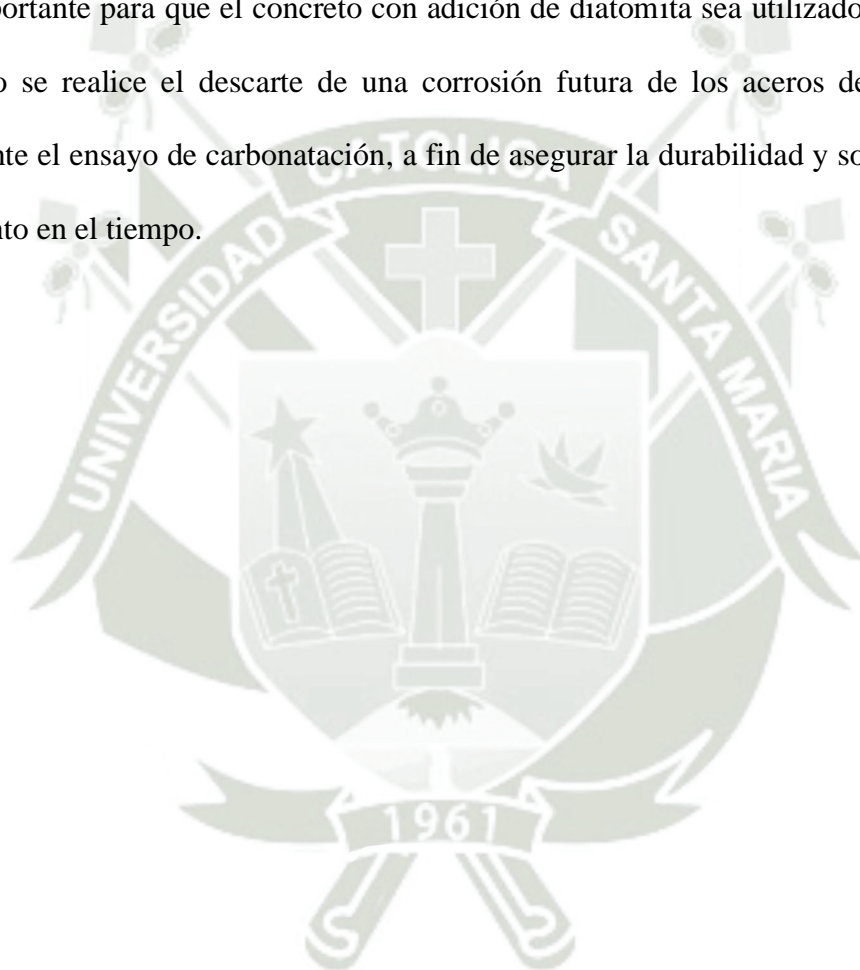 portante para que el concreto con adición de diatomita sea utilizado
o se realice el descarte de una corrosión futura de los aceros de
nte el ensayo de carbonatación, a fin de asegurar la durabilidad y so
nto en el tiempo.
UNIVERSIDAD CATOLICA SANTA MARIA
1961